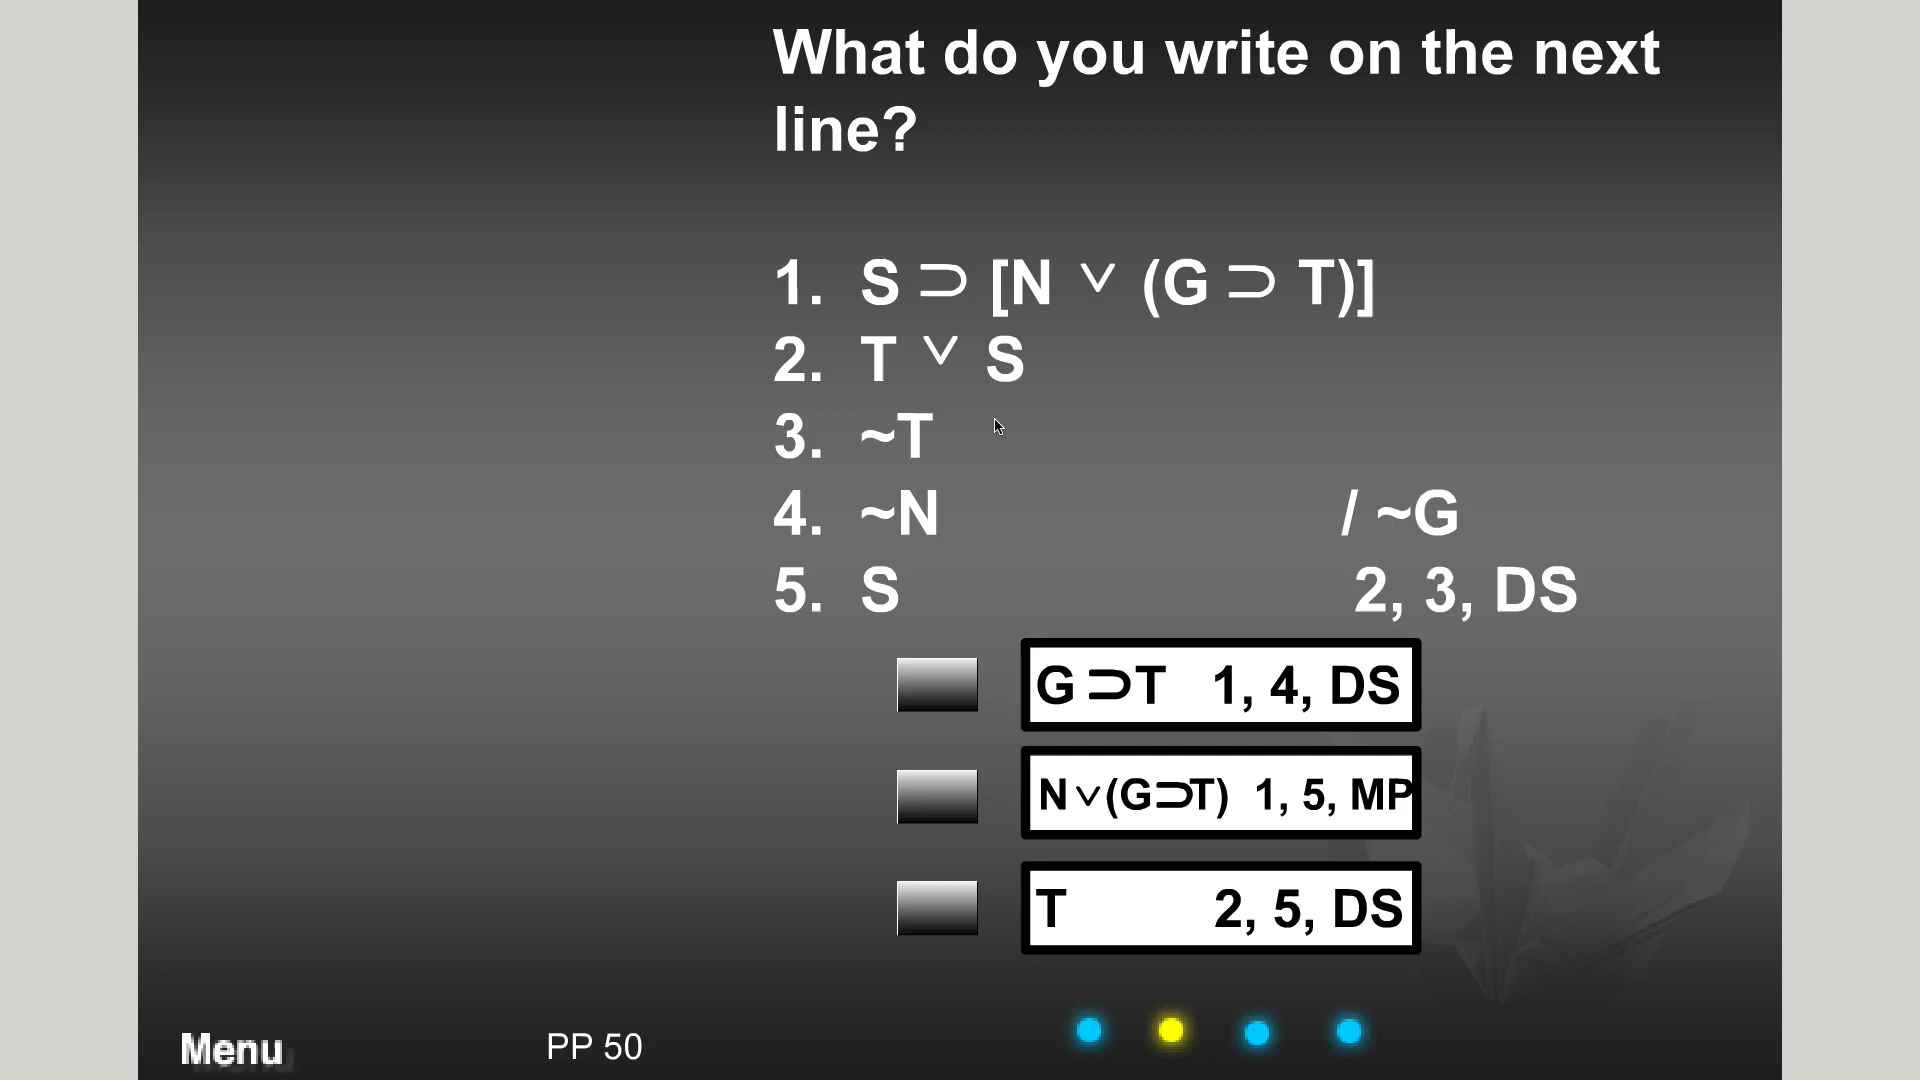 What do you write on the next
line?
1. S ⊃ [N ∨ (G ⊃ T)]
2. T ∨ S
3. ~T
4. ~N / ~G
5. S 2, 3, DS
G ⊃ T 1, 4, DS
N ∨ (G ⊃ T) 1, 5, MP
T 2, 5, DS
Menu PP 50